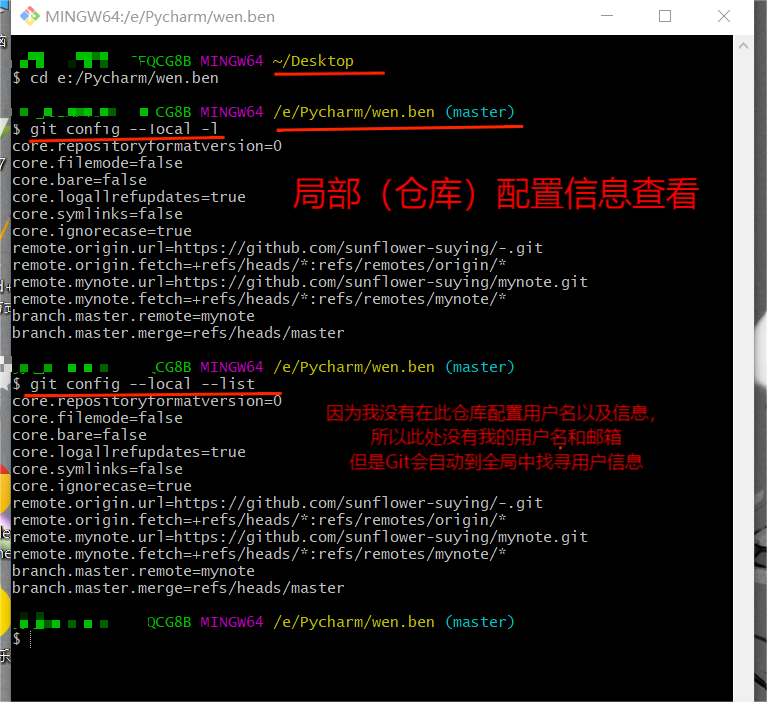 MINGW64:/e/Pycharm/wen.ben
QCG8B MINGW64 ~/Desktop
$ cd e:/Pycharm/wen.ben
CG8B MINGW64 /e/Pycharm/wen.ben (master)
$ git config --local -l
core.repositoryformatversion=0
core.filemode=false
core.bare=false
core.logallrefupdates=true
core.symlinks=false
core.ignorecase=true
remote.origin.url=https://github.com/sunflower-suying/-.git
remote.origin.fetch=+refs/heads/*:refs/remotes/origin/*
remote.mynote.url=https://github.com/sunflower-suying/mynote.git
remote.mynote.fetch=+refs/heads/*:refs/remotes/mynote/*
branch.master.remote=mynote
branch.master.merge=refs/heads/master
局部（仓库）配置信息查看
CG8B MINGW64 /e/Pycharm/wen.ben (master)
$ git config --local --list
core.repositoryformatversion=0
core.filemode=false
core.bare=false
core.logallrefupdates=true
core.symlinks=false
core.ignorecase=true
remote.origin.url=https://github.com/sunflower-suying/-.git
remote.origin.fetch=+refs/heads/*:refs/remotes/origin/*
remote.mynote.url=https://github.com/sunflower-suying/mynote.git
remote.mynote.fetch=+refs/heads/*:refs/remotes/mynote/*
branch.master.remote=mynote
branch.master.merge=refs/heads/master
因为我没有在此仓库配置用户名以及信息，
所以此处没有我的用户名和邮箱
但是Git会自动到全局中找寻用户信息
QCG8B MINGW64 /e/Pycharm/wen.ben (master)
$